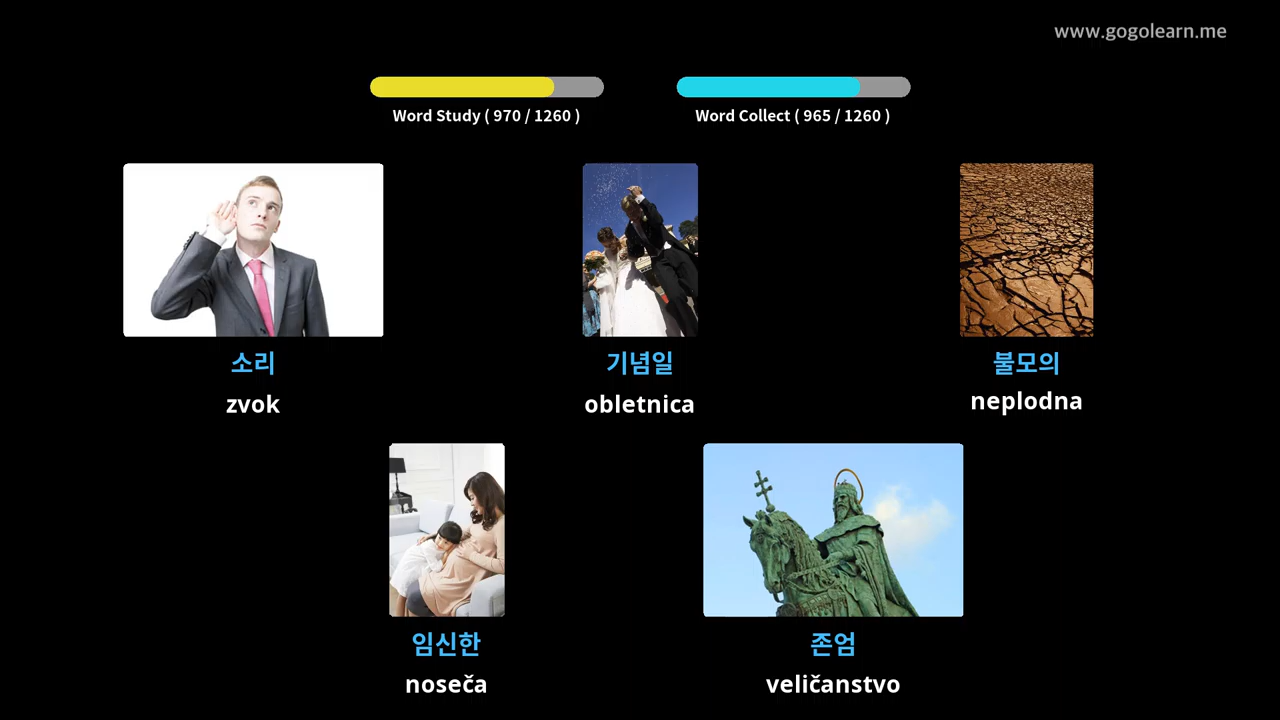 www.gogolearn.me
Word Study ( 970 / 1260 )
Word Collect ( 965 / 1260 )
소리
zvok
기념일
obletnica
불모의
neplodna
임신한
noseča
존엄
veličanstvo